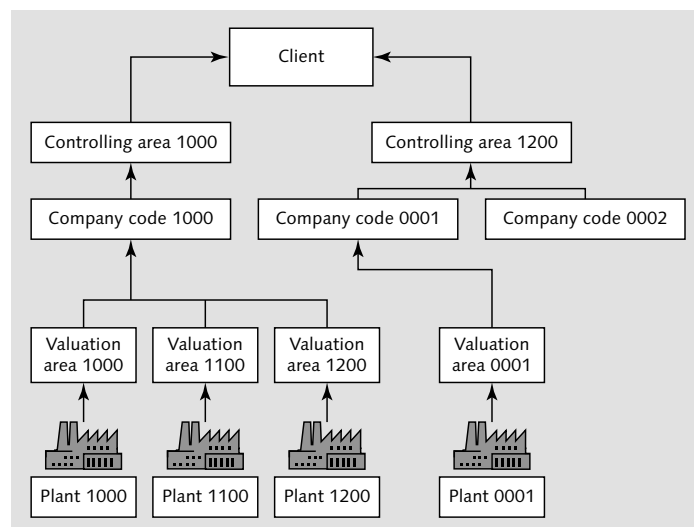 Client
Controlling area 1000
Controlling area 1200
Company code 1000
Company code 0001
Company code 0002
Valuation
area 1000
Valuation
area 1100
Valuation
area 1200
Valuation
area 0001
Plant 1000
Plant 1100
Plant 1200
Plant 0001